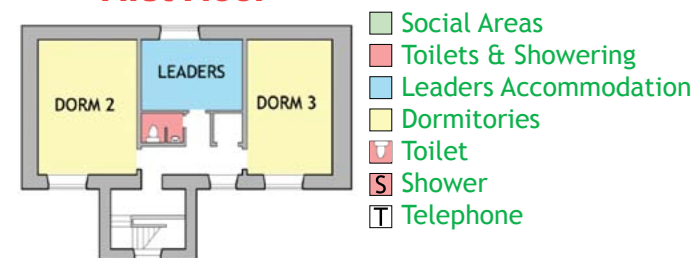 DORM 2
LEADERS
DORM 3
Social Areas
Toilets & Showering
Leaders Accommodation
Dormitories
Toilet
S Shower
T Telephone